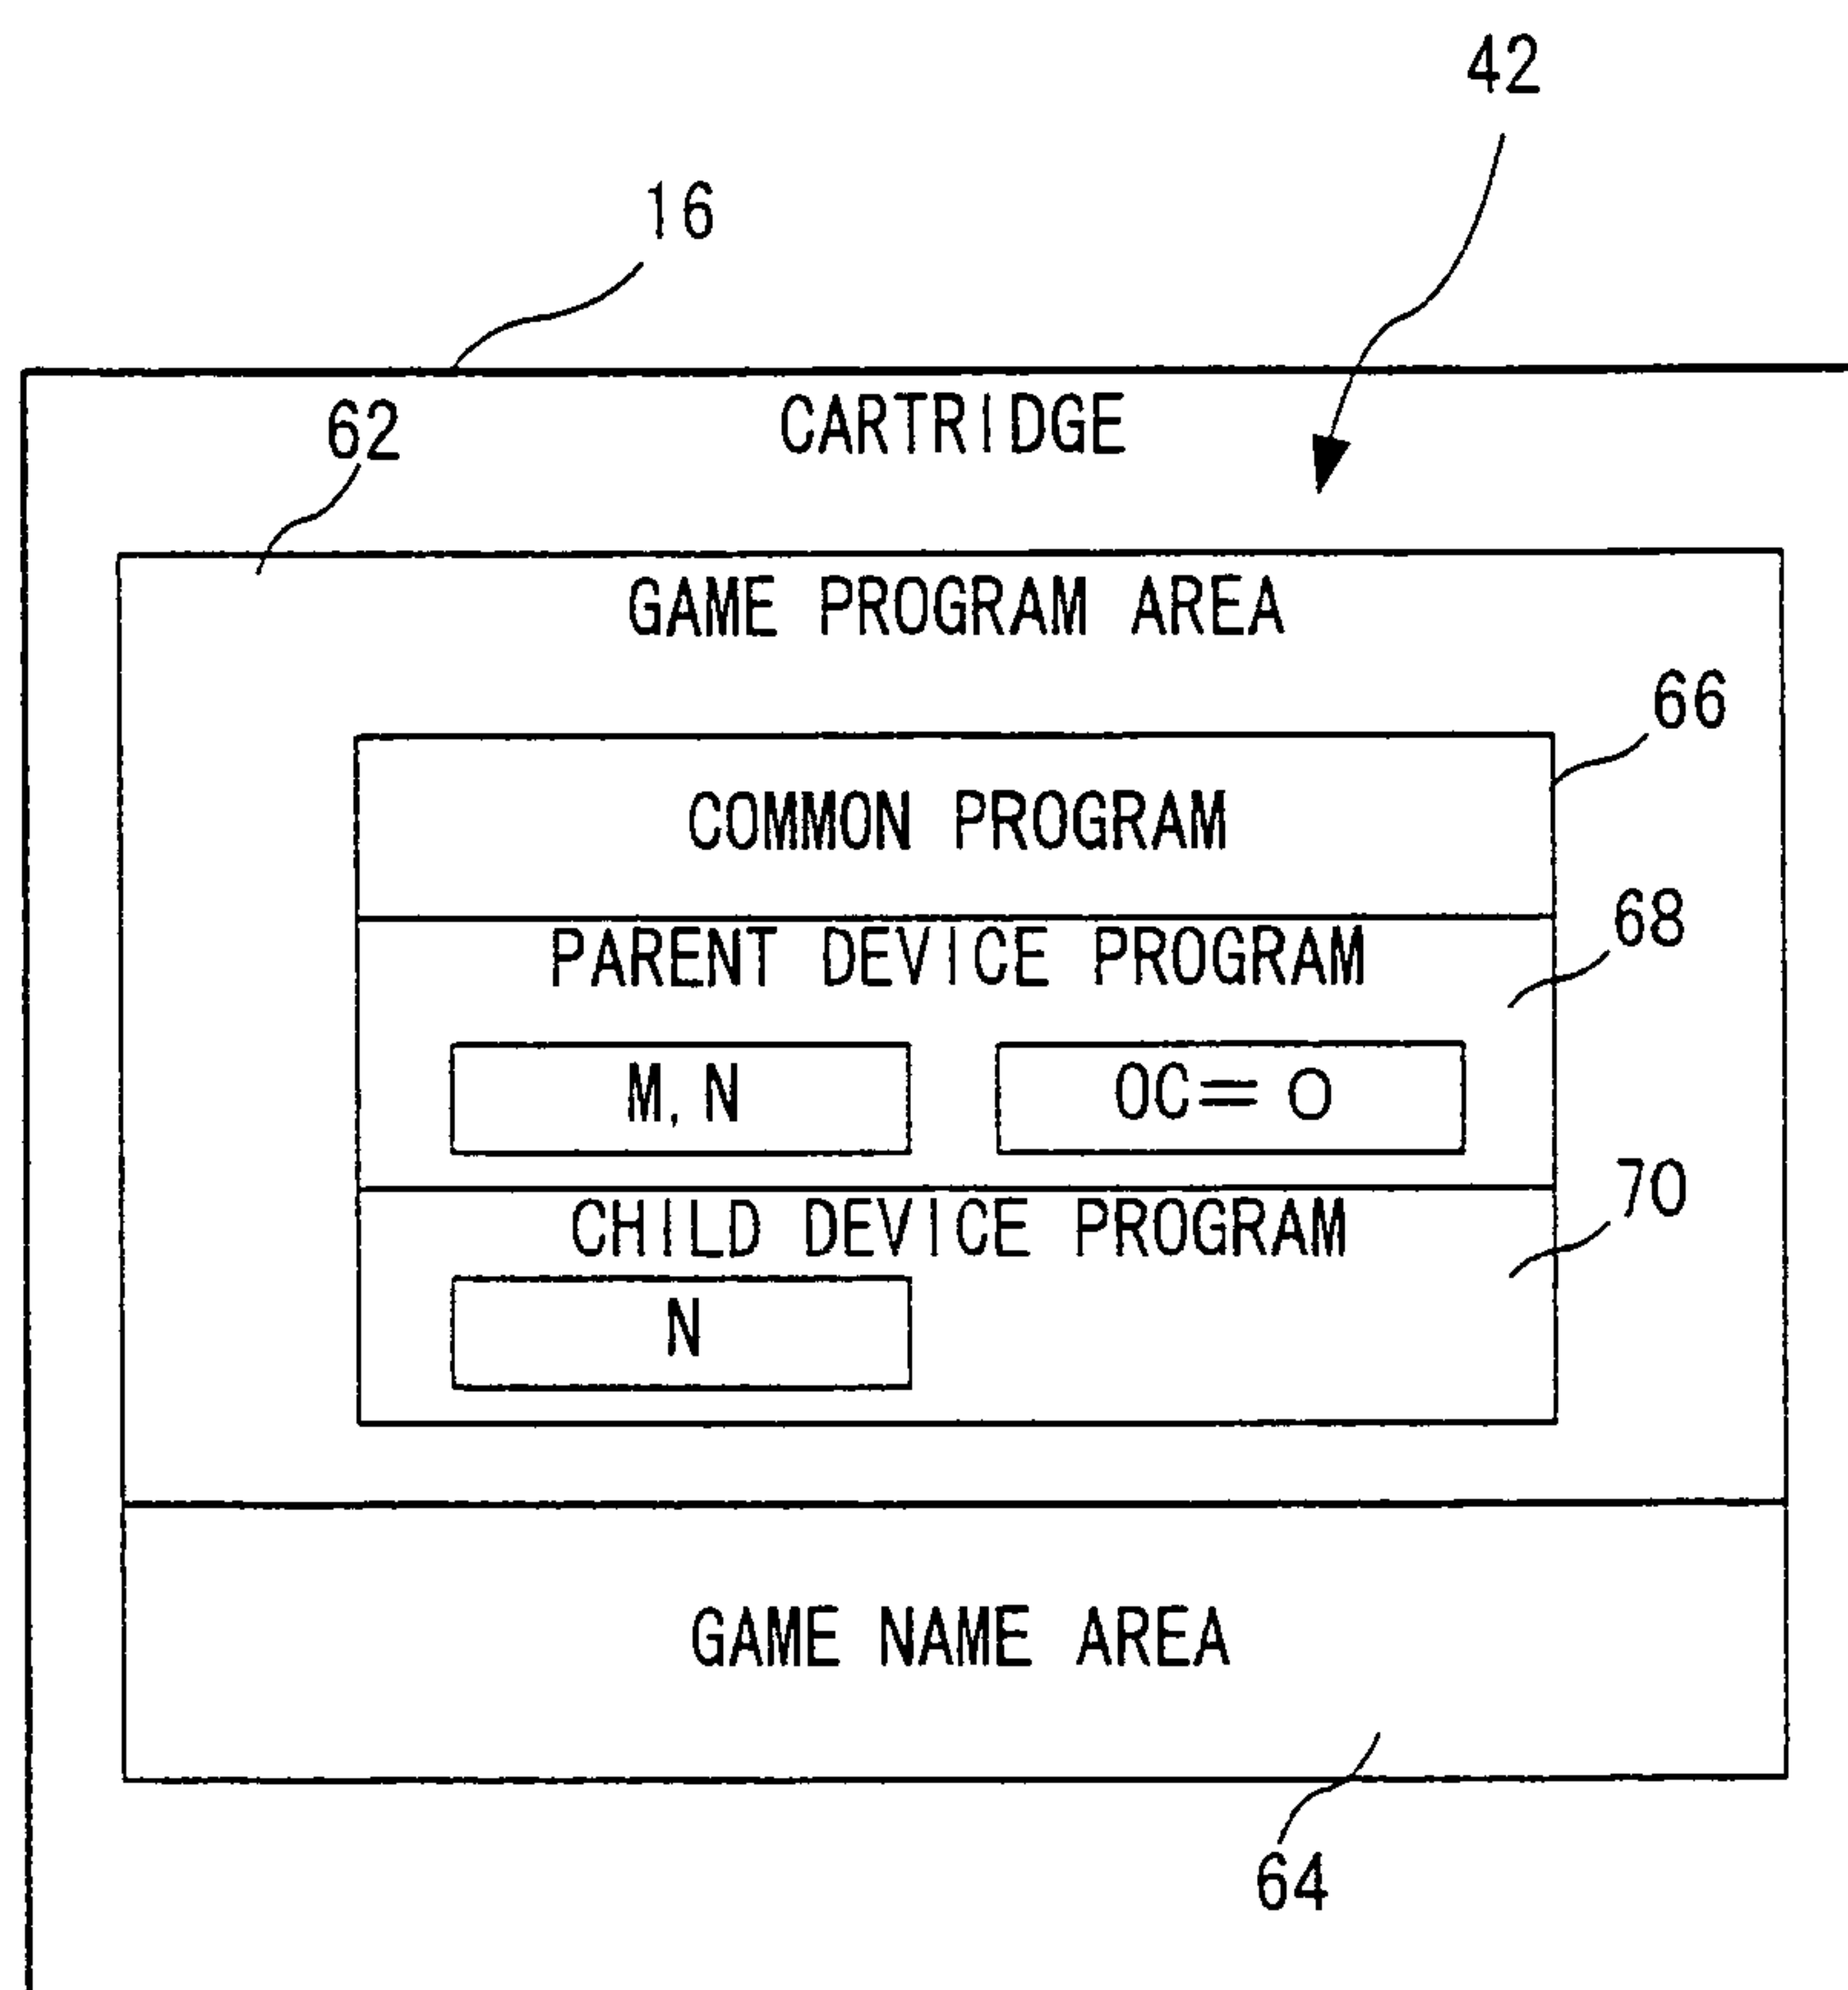 42
16
62
CARTRIDGE
GAME PROGRAM AREA
66
COMMON PROGRAM
68
PARENT DEVICE PROGRAM
M, N
OC= O
70
CHILD DEVICE PROGRAM
N
GAME NAME AREA
64